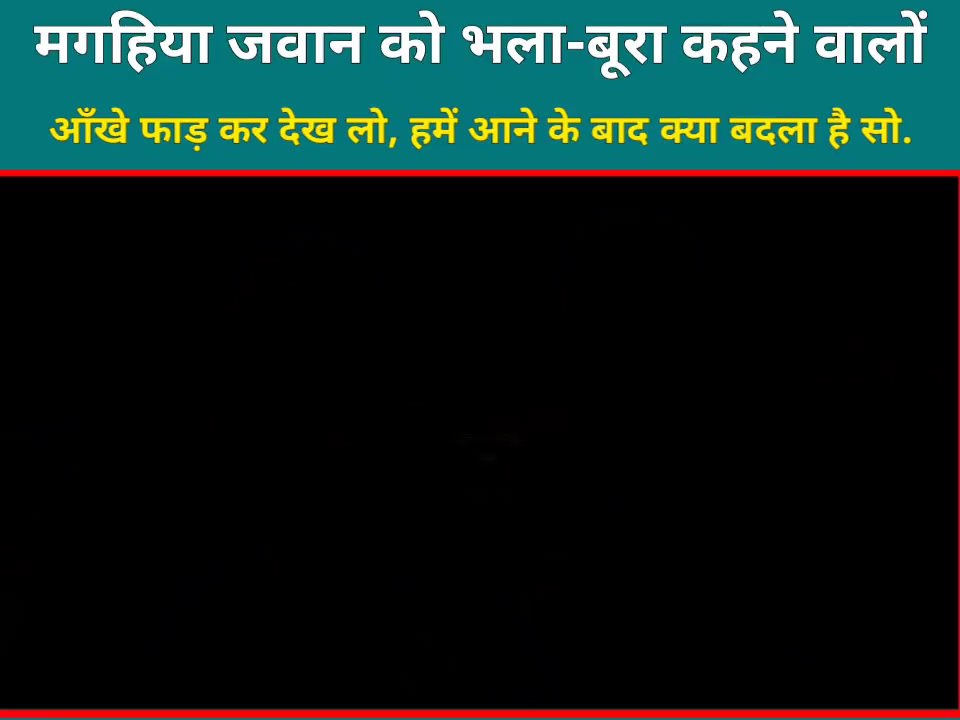 मगहिया जवान को भला-बूरा कहने वालों
आँखे फाड़ कर देख लो, हमें आने के बाद क्या बदला है सो.